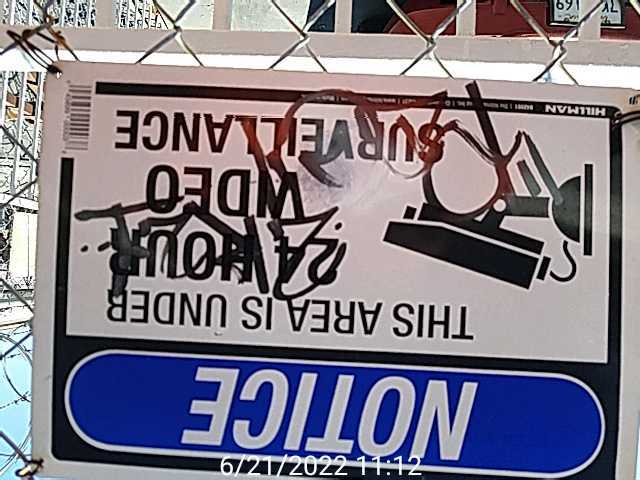 NOTICE
THIS AREA IS UNDER
24 HOUR
VIDEO
SURVEILLANCE
HILLMAN
6/21/2022 11:12